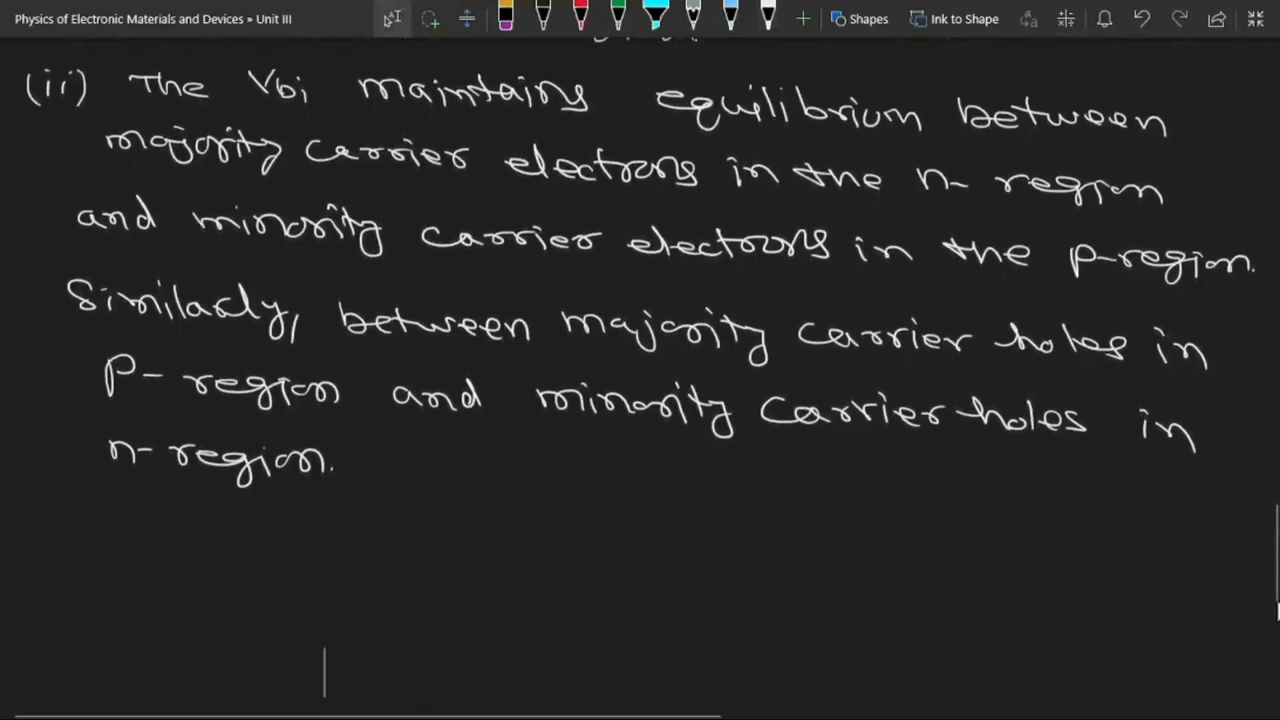 Physics of Electronic Materials and Devices » Unit III
Shapes
Ink to Shape
(ii) The Vbi maintains equilibrium between
majority carrier electrons in the n- region
and minority carrier electrons in the p-region.
Similarly, between majority carrier holes in
P- region and minority carrier holes in
n- region.